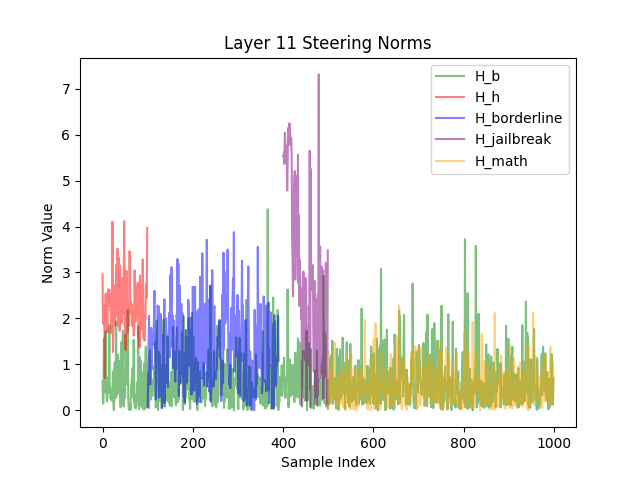 Layer 11 Steering Norms
H_b
H_h
H_borderline
H_jailbreak
H_math
Norm Value
7
6
5
4
3
2
1
0
0 200 400 600 800 1000
Sample Index